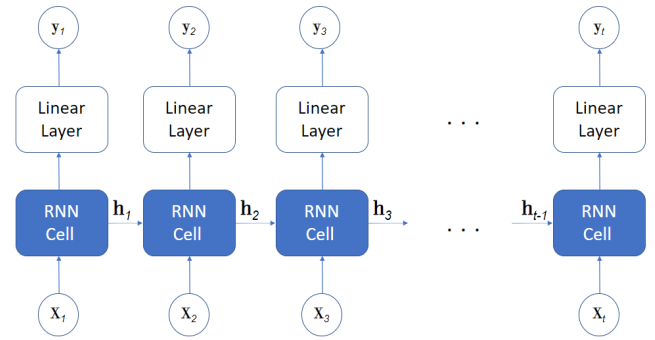 y1 y2 y3 yt
Linear Layer Linear Layer Linear Layer . . . Linear Layer
RNN Cell h1 RNN Cell h2 RNN Cell h3 . . . ht-1 RNN Cell
x1 x2 x3 xt